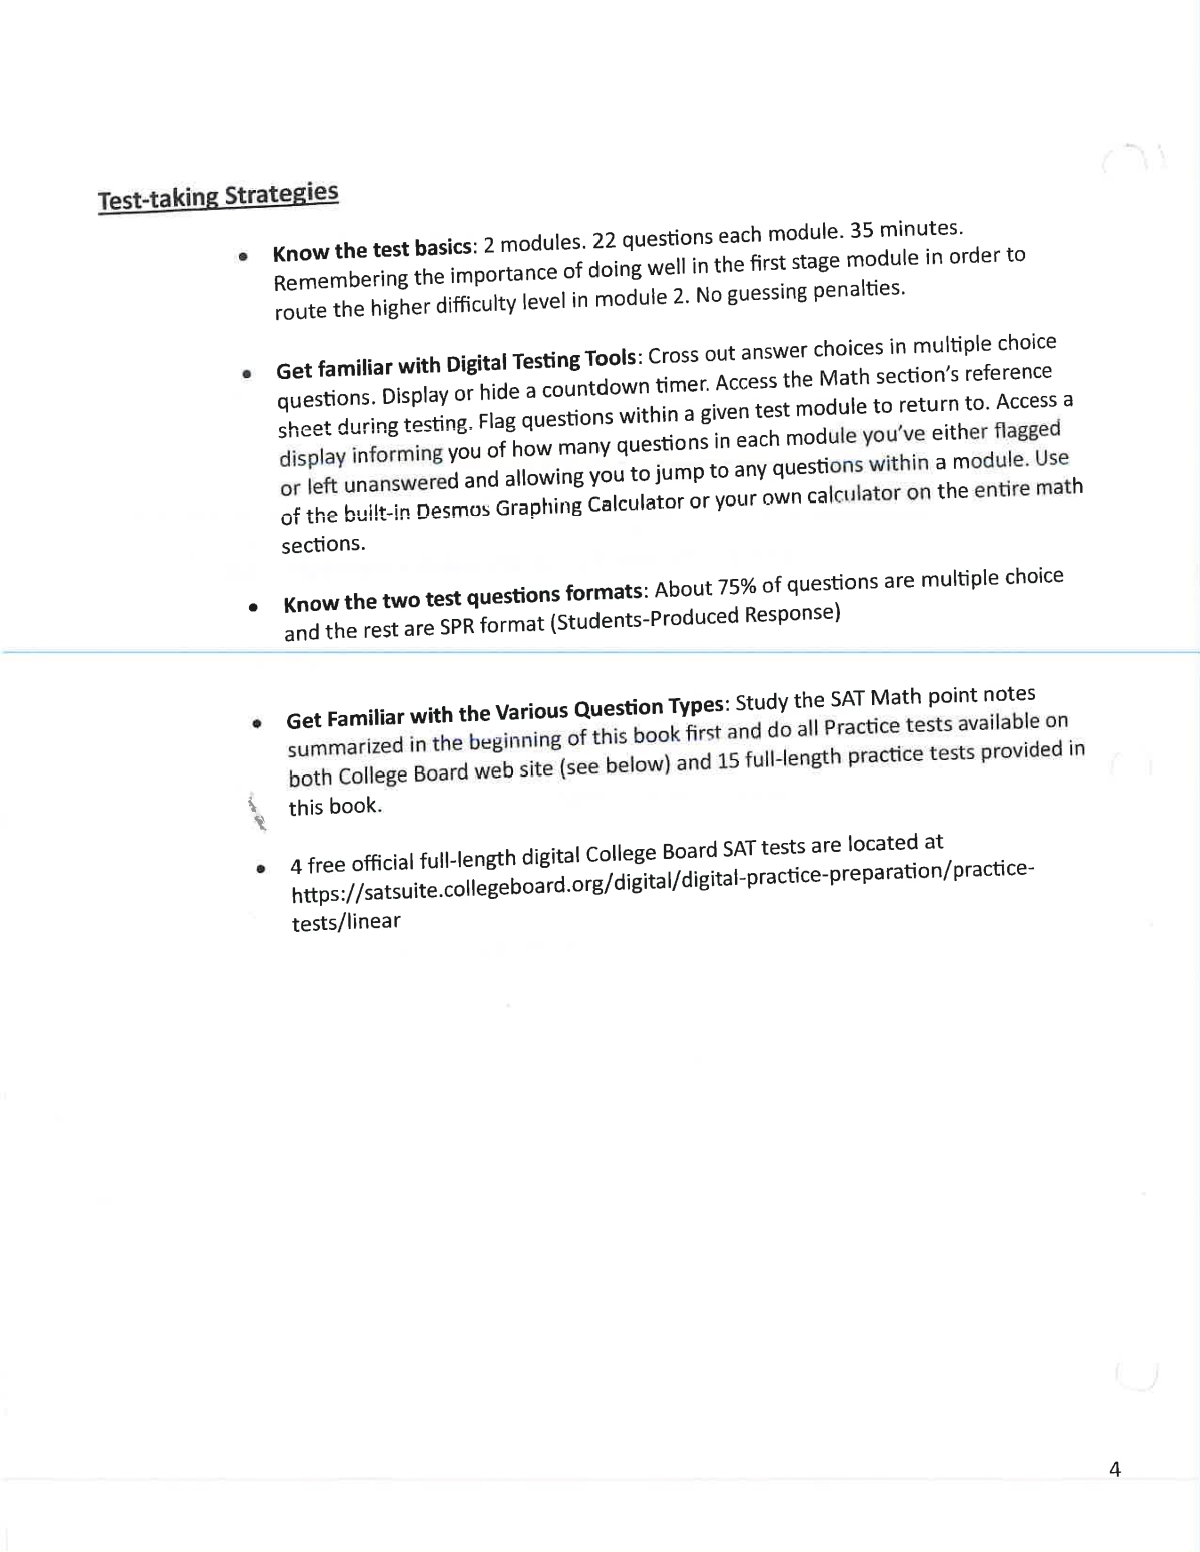 Test-taking Strategies
• Know the test basics: 2 modules. 22 questions each module. 35 minutes.
Remembering the importance of doing well in the first stage module in order to
route the higher difficulty level in module 2. No guessing penalties.
• Get familiar with Digital Testing Tools: Cross out answer choices in multiple choice
questions. Display or hide a countdown timer. Access the Math section's reference
sheet during testing. Flag questions within a given test module to return to. Access a
display informing you of how many questions in each module you've either flagged
or left unanswered and allowing you to jump to any questions within a module. Use
of the built-in Desmos Graphing Calculator or your own calculator on the entire math
sections.
• Know the two test questions formats: About 75% of questions are multiple choice
and the rest are SPR format (Students-Produced Response)
• Get Familiar with the Various Question Types: Study the SAT Math point notes
summarized in the beginning of this book first and do all Practice tests available on
both College Board web site (see below) and 15 full-length practice tests provided in
this book.
• 4 free official full-length digital College Board SAT tests are located at
https://satsuite.collegeboard.org/digital/digital-practice-preparation/practice-
tests/linear
4